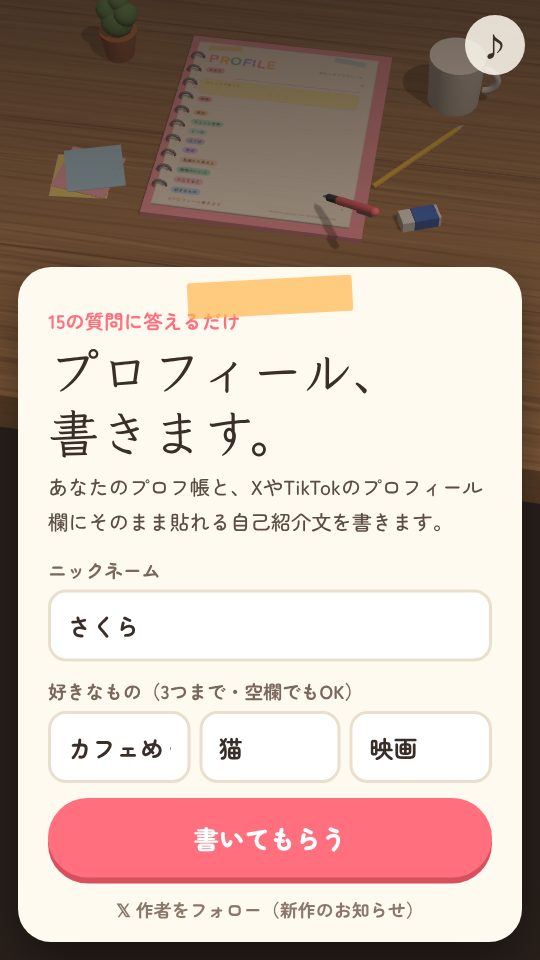 PROFILE
♪
15の質問に答えるだけ
プロフィール、
書きます。
あなたのプロフ帳と、XやTikTokのプロフィール
欄にそのまま貼れる自己紹介文を書きます。
ニックネーム
さくら
好きなもの（3つまで・空欄でもOK）
カフェめ
猫
映画
書いてもらう
𝕏 作者をフォロー（新作のお知らせ）